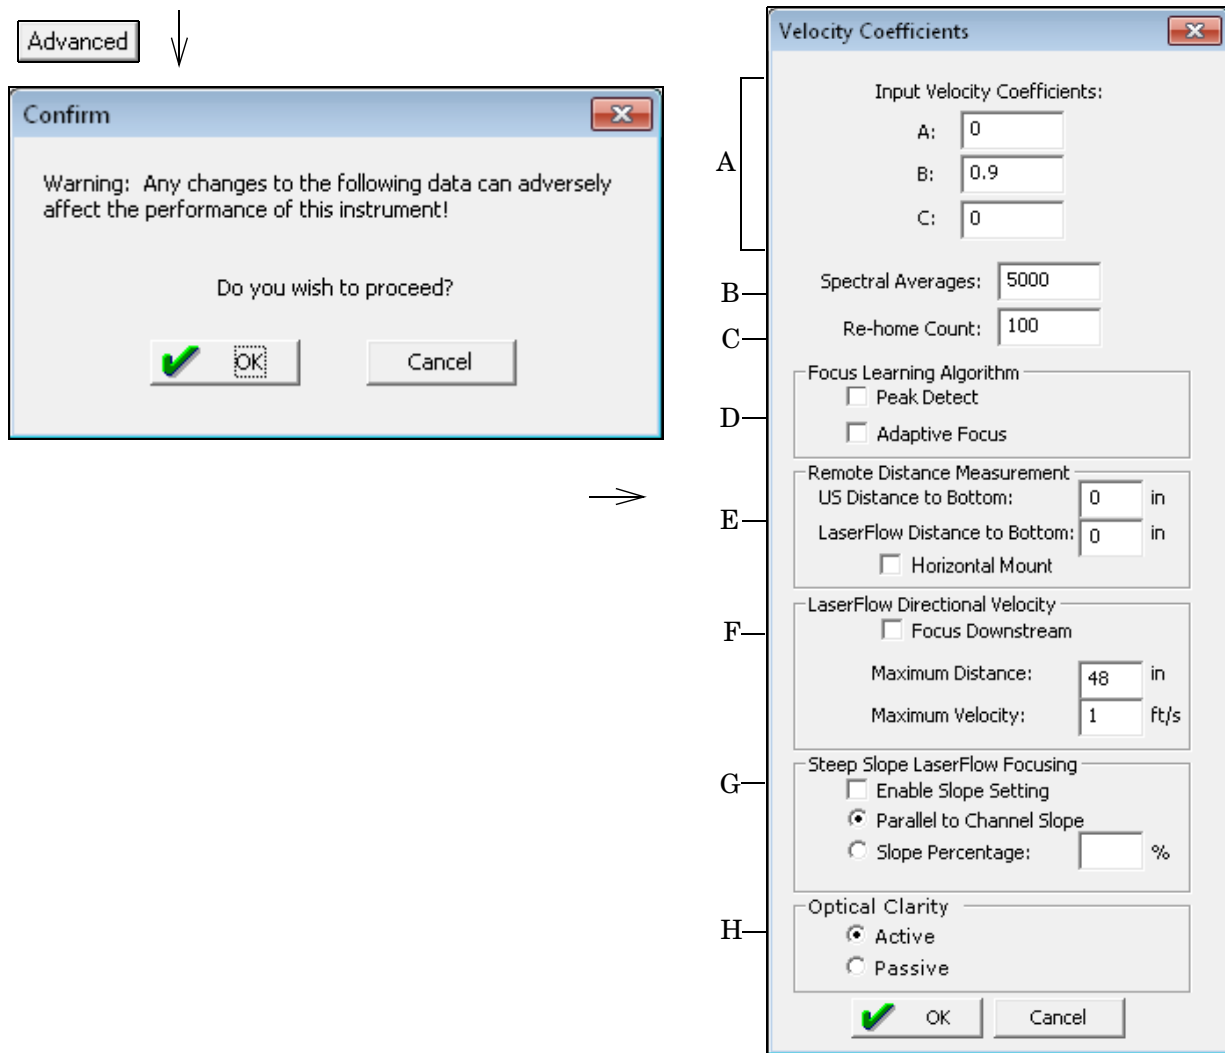 Advanced
Confirm
Warning: Any changes to the following data can adversely
affect the performance of this instrument!
Do you wish to proceed?
OK
Cancel
Velocity Coefficients
A
Input Velocity Coefficients:
A: 0
B: 0.9
C: 0
B
Spectral Averages: 5000
C
Re-home Count: 100
D
Focus Learning Algorithm
Peak Detect
Adaptive Focus
E
Remote Distance Measurement
US Distance to Bottom: 0 in
LaserFlow Distance to Bottom: 0 in
Horizontal Mount
F
LaserFlow Directional Velocity
Focus Downstream
Maximum Distance: 48 in
Maximum Velocity: 1 ft/s
G
Steep Slope LaserFlow Focusing
Enable Slope Setting
Parallel to Channel Slope
Slope Percentage: %
H
Optical Clarity
Active
Passive
OK
Cancel